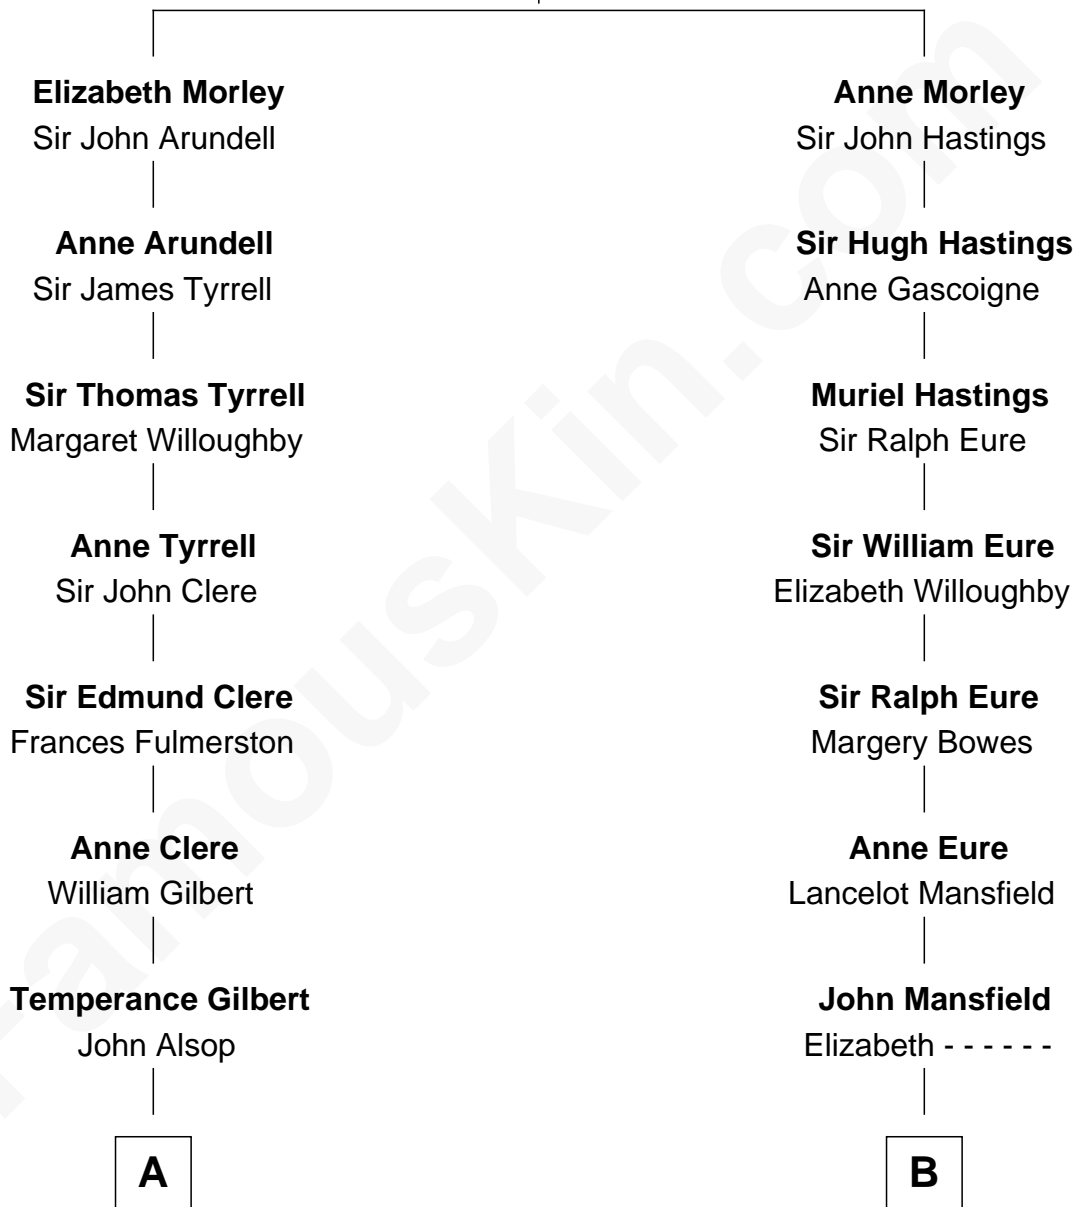 Elizabeth Morley
Sir John Arundell
Anne Arundell
Sir James Tyrrell
Sir Thomas Tyrrell
Margaret Willoughby
Anne Tyrrell
Sir John Clere
Sir Edmund Clere
Frances Fulmerston
Anne Clere
William Gilbert
Temperance Gilbert
John Alsop
A
Anne Morley
Sir John Hastings
Sir Hugh Hastings
Anne Gascoigne
Muriel Hastings
Sir Ralph Eure
Sir William Eure
Elizabeth Willoughby
Sir Ralph Eure
Margery Bowes
Anne Eure
Lancelot Mansfield
John Mansfield
Elizabeth - - - - - -
B
FamousKin.com